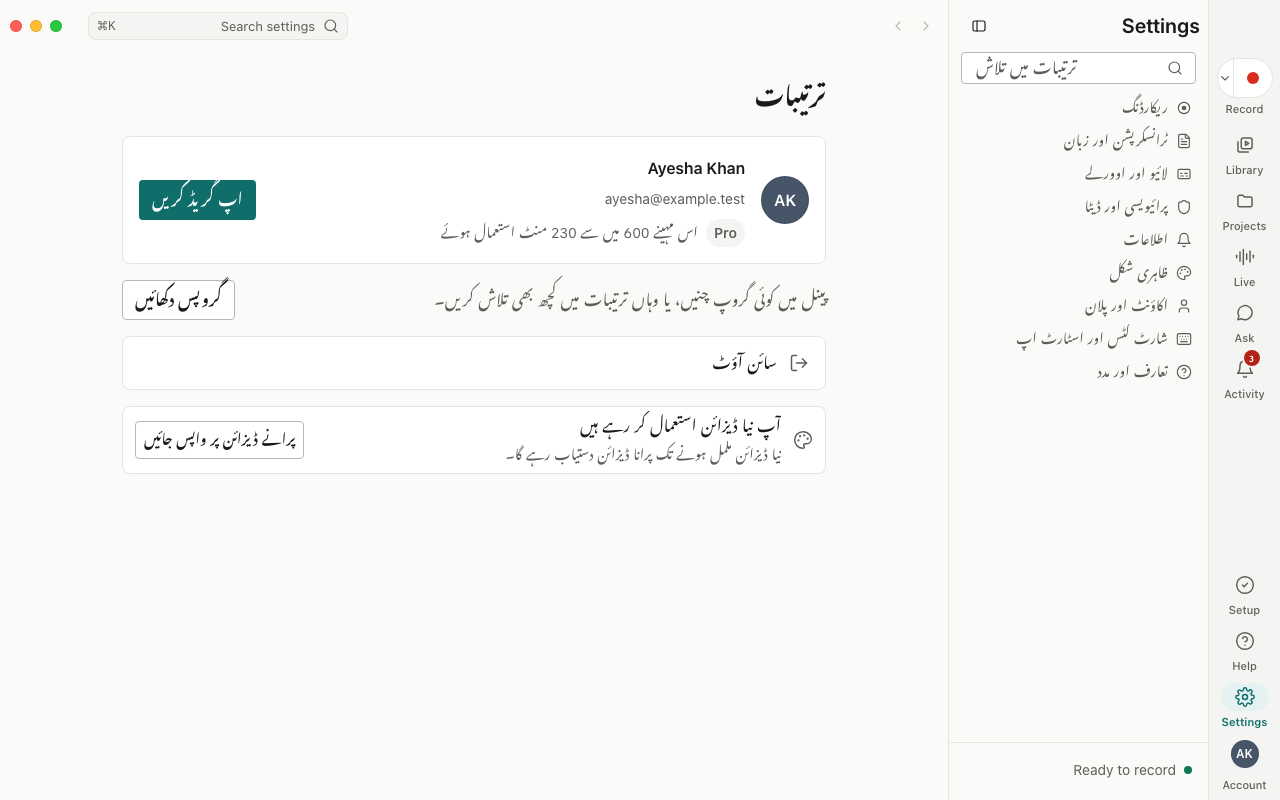 ⌘K
Search settings
Settings
ترتیبات میں تلاش
ریکارڈنگ
ٹرانسکرپشن اور زبان
لائیو اور اوورلے
پرائیویسی اور ڈیٹا
اطلاعات
ظاہری شکل
اکاؤنٹ اور پلان
شارٹ کٹس اور اسٹارٹ اپ
تعارف اور مدد
Ready to record
Record
Library
Projects
Live
Ask
3
Activity
Setup
Help
Settings
AK
Account
ترتیبات
AK
Ayesha Khan
ayesha@example.test
Pro اس مہینے 600 میں سے 230 منٹ استعمال ہوئے
اپ گریڈ کریں
پینل میں کوئی گروپ چنیں، یا وہاں ترتیبات میں کچھ بھی تلاش کریں۔
گروپس دکھائیں
سائن آؤٹ
آپ نیا ڈیزائن استعمال کر رہے ہیں
نیا ڈیزائن مکمل ہونے تک پرانا ڈیزائن دستیاب رہے گا۔
پرانے ڈیزائن پر واپس جائیں